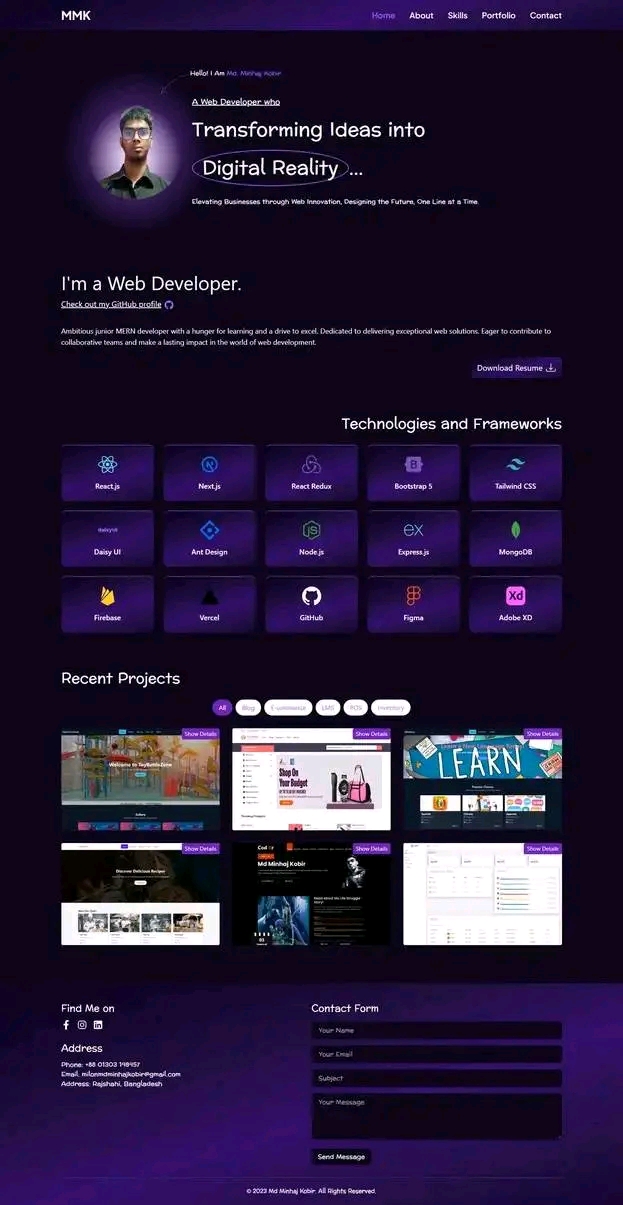 MMK
Home About Skills Portfolio Contact
Hello! I Am Md. Minhaj Kobir
A Web Developer who
Transforming Ideas into
Digital Reality ...
Elevating Businesses through Web Innovation, Designing the Future, One Line at a Time.
I'm a Web Developer.
Check out my GitHub profile
Ambitious junior MERN developer with a hunger for learning and a drive to excel. Dedicated to delivering exceptional web solutions. Eager to contribute to
collaborative teams and make a lasting impact in the world of web development.
Download Resume
Technologies and Frameworks
React.js
Next.js
React Redux
Bootstrap 5
Tailwind CSS
daisyUI
Daisy UI
Ant Design
Node.js
ex
Express.js
MongoDB
Firebase
Vercel
GitHub
Figma
Xd
Adobe XD
Recent Projects
All Blog E-commerce LMS POS Inventory
Show Details
Welcome to ToyBattleZone
Gallery
Show Details
Shop On
Your Budget
Show Details
LEARN
Show Details
Discover Delicious Recipes
Show Details
Md Minhaj Kobir
Show Details
Find Me on
Address
Phone: +88 01303 148457
Email: milonmdminhajkobir@gmail.com
Address: Rajshahi, Bangladesh
Contact Form
Your Name
Your Email
Subject
Your Message
Send Message
© 2023 Md Minhaj Kobir. All Rights Reserved.